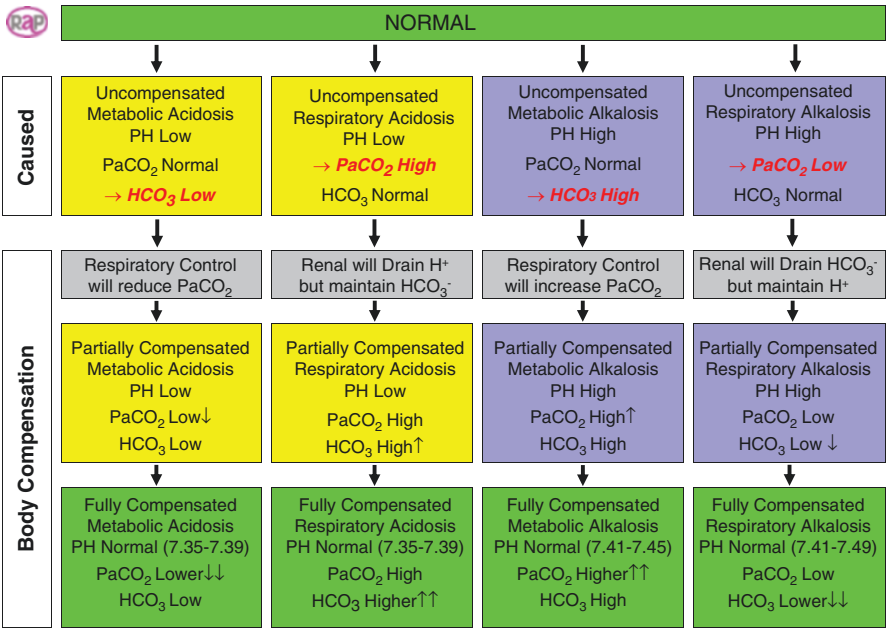 RaP
NORMAL
Caused
Uncompensated
Metabolic Acidosis
PH Low
PaCO₂ Normal
→ HCO₃ Low
Uncompensated
Respiratory Acidosis
PH Low
→ PaCO₂ High
HCO₃ Normal
Uncompensated
Metabolic Alkalosis
PH High
PaCO₂ Normal
→ HCO₃ High
Uncompensated
Respiratory Alkalosis
PH High
→ PaCO₂ Low
HCO₃ Normal
Body Compensation
Respiratory Control
will reduce PaCO₂
Renal will Drain H⁺
but maintain HCO₃⁻
Respiratory Control
will increase PaCO₂
Renal will Drain HCO₃⁻
but maintain H⁺
Partially Compensated
Metabolic Acidosis
PH Low
PaCO₂ Low↓
HCO₃ Low
Partially Compensated
Respiratory Acidosis
PH Low
PaCO₂ High
HCO₃ High↑
Partially Compensated
Metabolic Alkalosis
PH High
PaCO₂ High↑
HCO₃ High
Partially Compensated
Respiratory Alkalosis
PH High
PaCO₂ Low
HCO₃ Low ↓
Fully Compensated
Metabolic Acidosis
PH Normal (7.35-7.39)
PaCO₂ Lower↓↓
HCO₃ Low
Fully Compensated
Respiratory Acidosis
PH Normal (7.35-7.39)
PaCO₂ High
HCO₃ Higher↑↑
Fully Compensated
Metabolic Alkalosis
PH Normal (7.41-7.45)
PaCO₂ Higher↑↑
HCO₃ High
Fully Compensated
Respiratory Alkalosis
PH Normal (7.41-7.49)
PaCO₂ Low
HCO₃ Lower↓↓